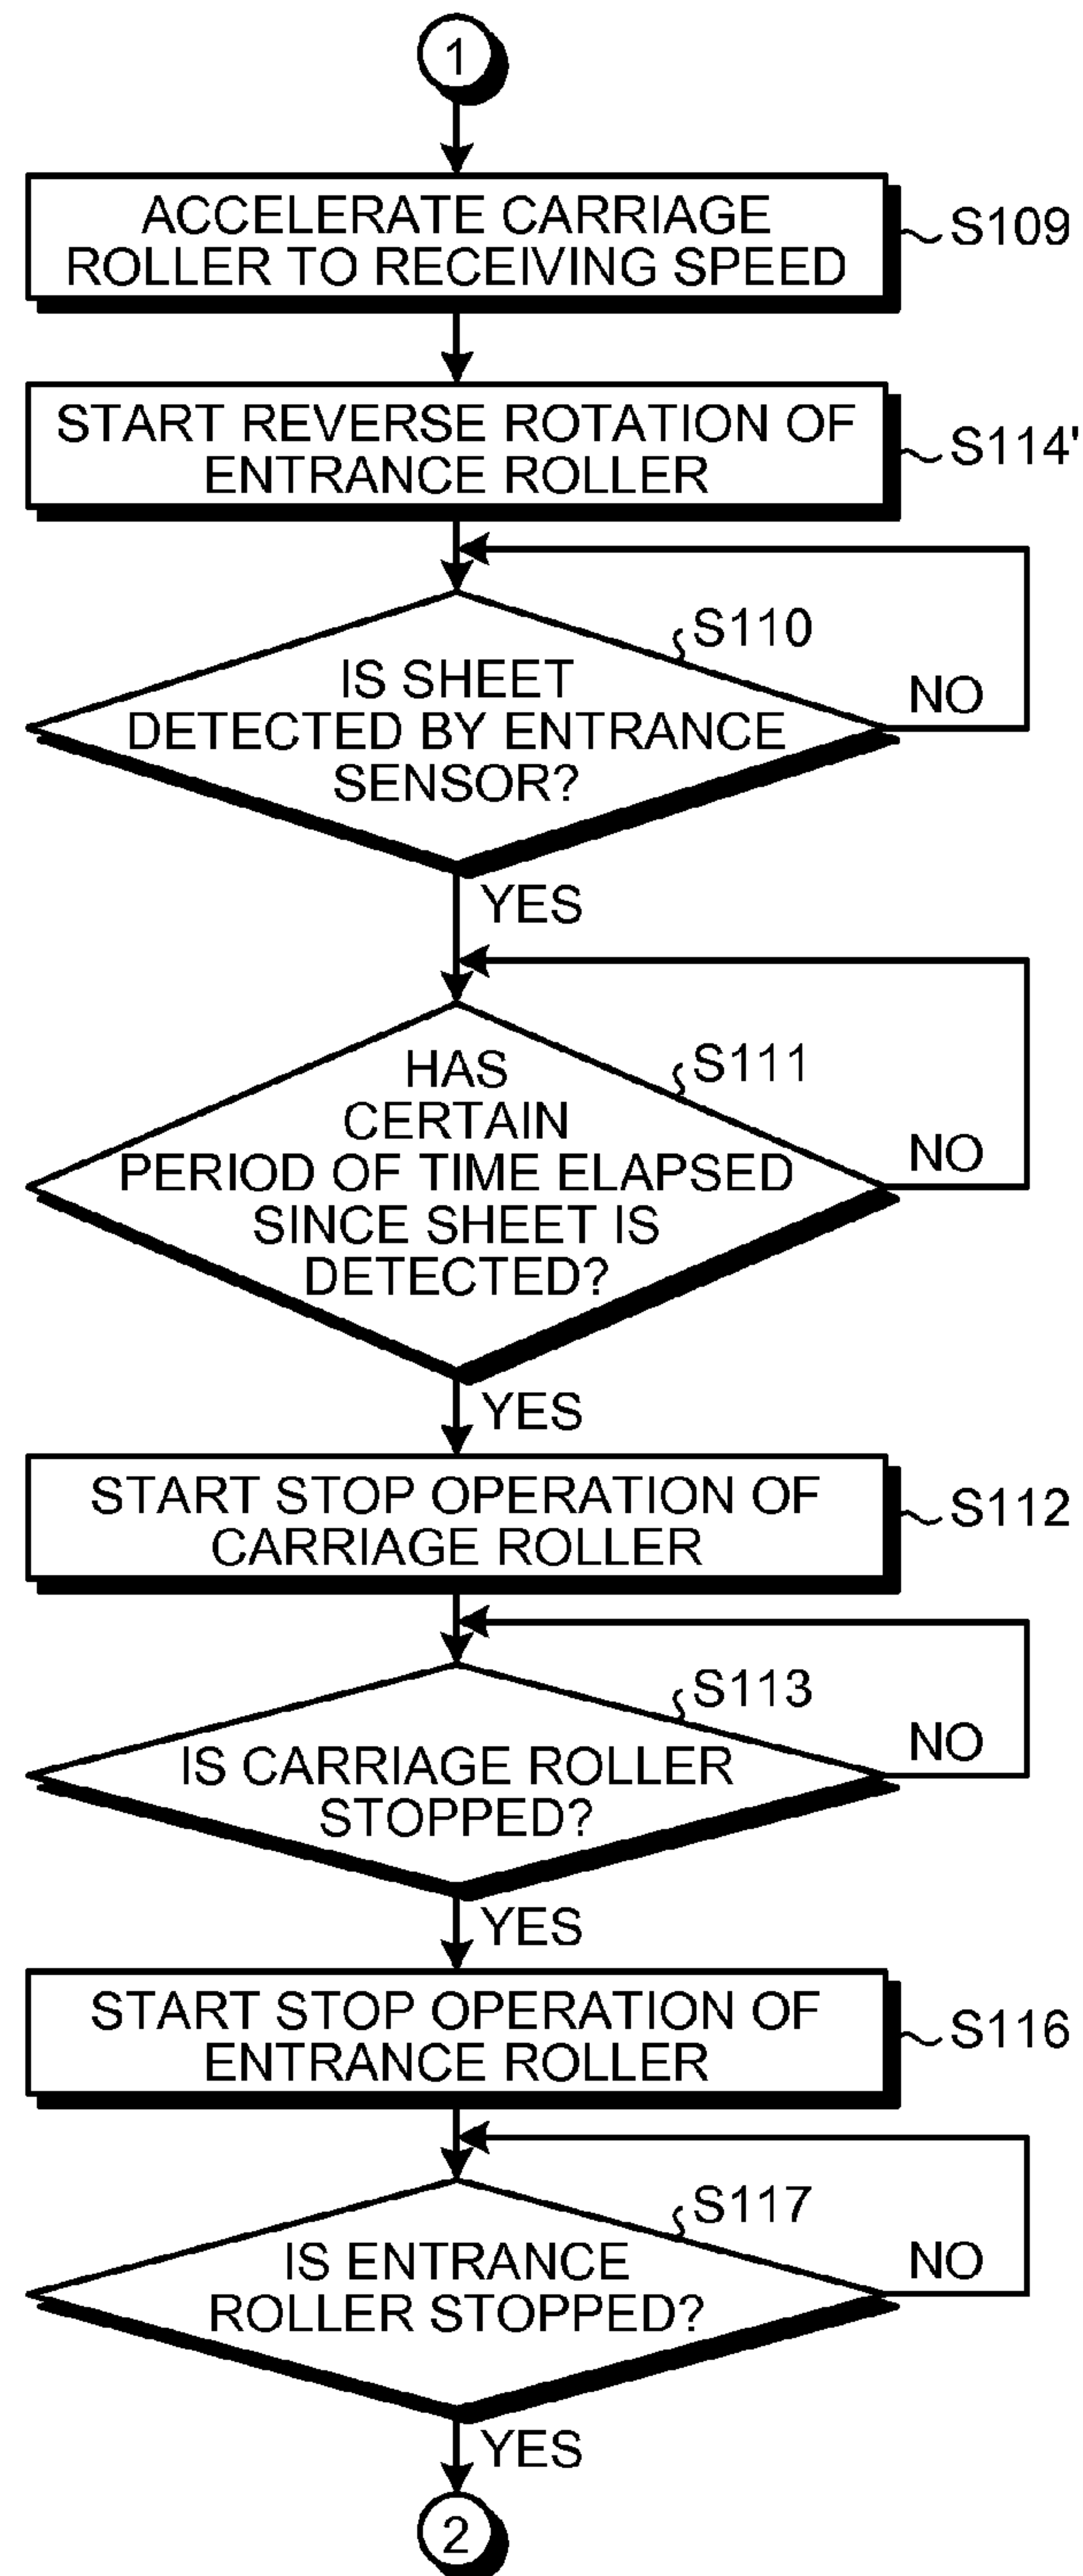 1
ACCELERATE CARRIAGE
ROLLER TO RECEIVING SPEED
S109
START REVERSE ROTATION OF
ENTRANCE ROLLER
S114'
S110
IS SHEET
DETECTED BY ENTRANCE
SENSOR?
NO
YES
S111
HAS
CERTAIN
PERIOD OF TIME ELAPSED
SINCE SHEET IS
DETECTED?
NO
YES
START STOP OPERATION OF
CARRIAGE ROLLER
S112
S113
IS CARRIAGE ROLLER
STOPPED?
NO
YES
START STOP OPERATION OF
ENTRANCE ROLLER
S116
S117
IS ENTRANCE
ROLLER STOPPED?
NO
YES
2